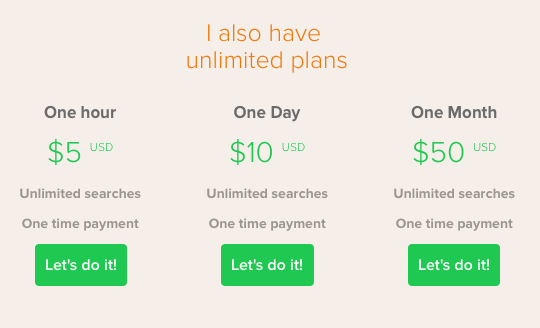 I also have
unlimited plans
One hour
$5 USD
Unlimited searches
One time payment
Let's do it!
One Day
$10 USD
Unlimited searches
One time payment
Let's do it!
One Month
$50 USD
Unlimited searches
One time payment
Let's do it!